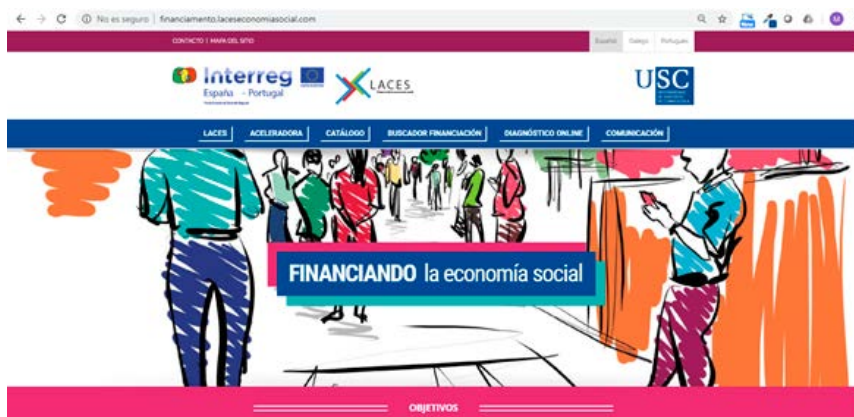 No es seguro | financiamento.laceseconomiasocial.com
CONTACTO | MAPA DEL SITIO
Español Galego Português
Interreg
España - Portugal
LACES
USC
LACES ACELERADORA CATÁLOGO BUSCADOR FINANCIACIÓN DIAGNÓSTICO ONLINE COMUNICACIÓN
FINANCIANDO la economía social
OBJETIVOS